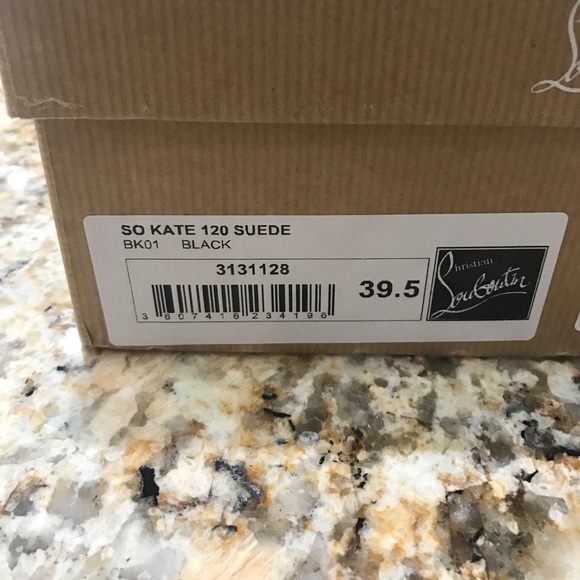 SO KATE 120 SUEDE
BK01 BLACK
3131128
3 607416 234196
39.5
Christian
Louboutin